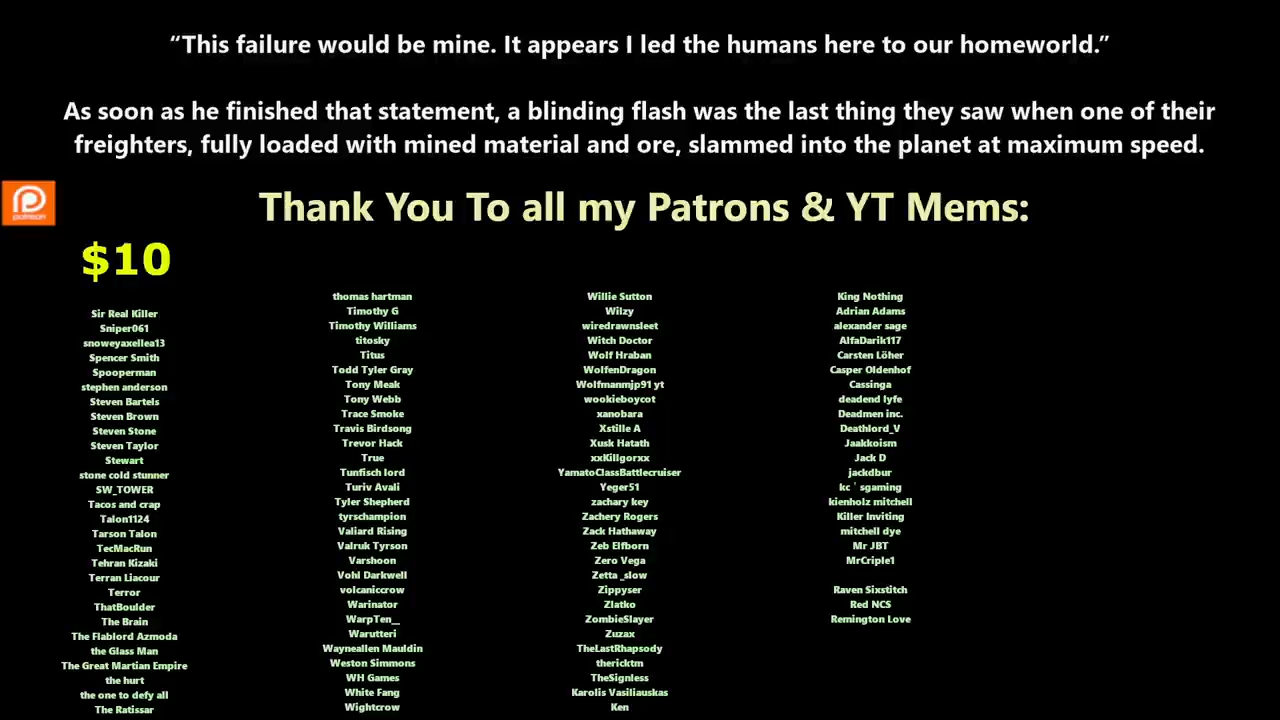 “This failure would be mine. It appears I led the humans here to our homeworld.”
As soon as he finished that statement, a blinding flash was the last thing they saw when one of their
freighters, fully loaded with mined material and ore, slammed into the planet at maximum speed.
patreon
Thank You To all my Patrons & YT Mems:
$10
Sir Real Killer
Sniper061
snoweyaxellea13
Spencer Smith
Spooperman
stephen anderson
Steven Bartels
Steven Brown
Steven Stone
Steven Taylor
Stewart
stone cold stunner
SW_TOWER
Tacos and crap
Talon1124
Tarson Talon
TecMacRun
Tehran Kizaki
Terran Liacour
Terror
ThatBoulder
The Brain
The Flablord Azmoda
the Glass Man
The Great Martian Empire
the hurt
the one to defy all
The Ratissar
thomas hartman
Timothy G
Timothy Williams
titosky
Titus
Todd Tyler Gray
Tony Meak
Tony Webb
Trace Smoke
Travis Birdsong
Trevor Hack
True
Tunfisch lord
Turiv Avali
Tyler Shepherd
tyrschampion
Valiard Rising
Valruk Tyrson
Varshoon
Vohl Darkwell
volcaniccrow
Warinator
WarpTen__
Warutteri
Wayneallen Mauldin
Weston Simmons
WH Games
White Fang
Wightcrow
Willie Sutton
Wilzy
wiredrawnsleet
Witch Doctor
Wolf Hraban
WolfenDragon
Wolfmanmjp91 yt
wookieboycot
xanobara
Xstille A
Xusk Hatath
xxKillgorxx
YamatoClassBattlecruiser
Yeger51
zachary key
Zachery Rogers
Zack Hathaway
Zeb Elfborn
Zero Vega
Zetta _slow
Zippyser
Zlatko
ZombieSlayer
Zuzax
TheLastRhapsody
thericktm
TheSignless
Karolis Vasiliauskas
Ken
King Nothing
Adrian Adams
alexander sage
AlfaDarik117
Carsten Löher
Casper Oldenhof
Cassinga
deadend lyfe
Deadmen inc.
Deathlord_V
Jaakkoism
Jack D
jackdbur
kc＇sgaming
kienholz mitchell
Killer Inviting
mitchell dye
Mr JBT
MrCriple1
Raven Sixstitch
Red NCS
Remington Love